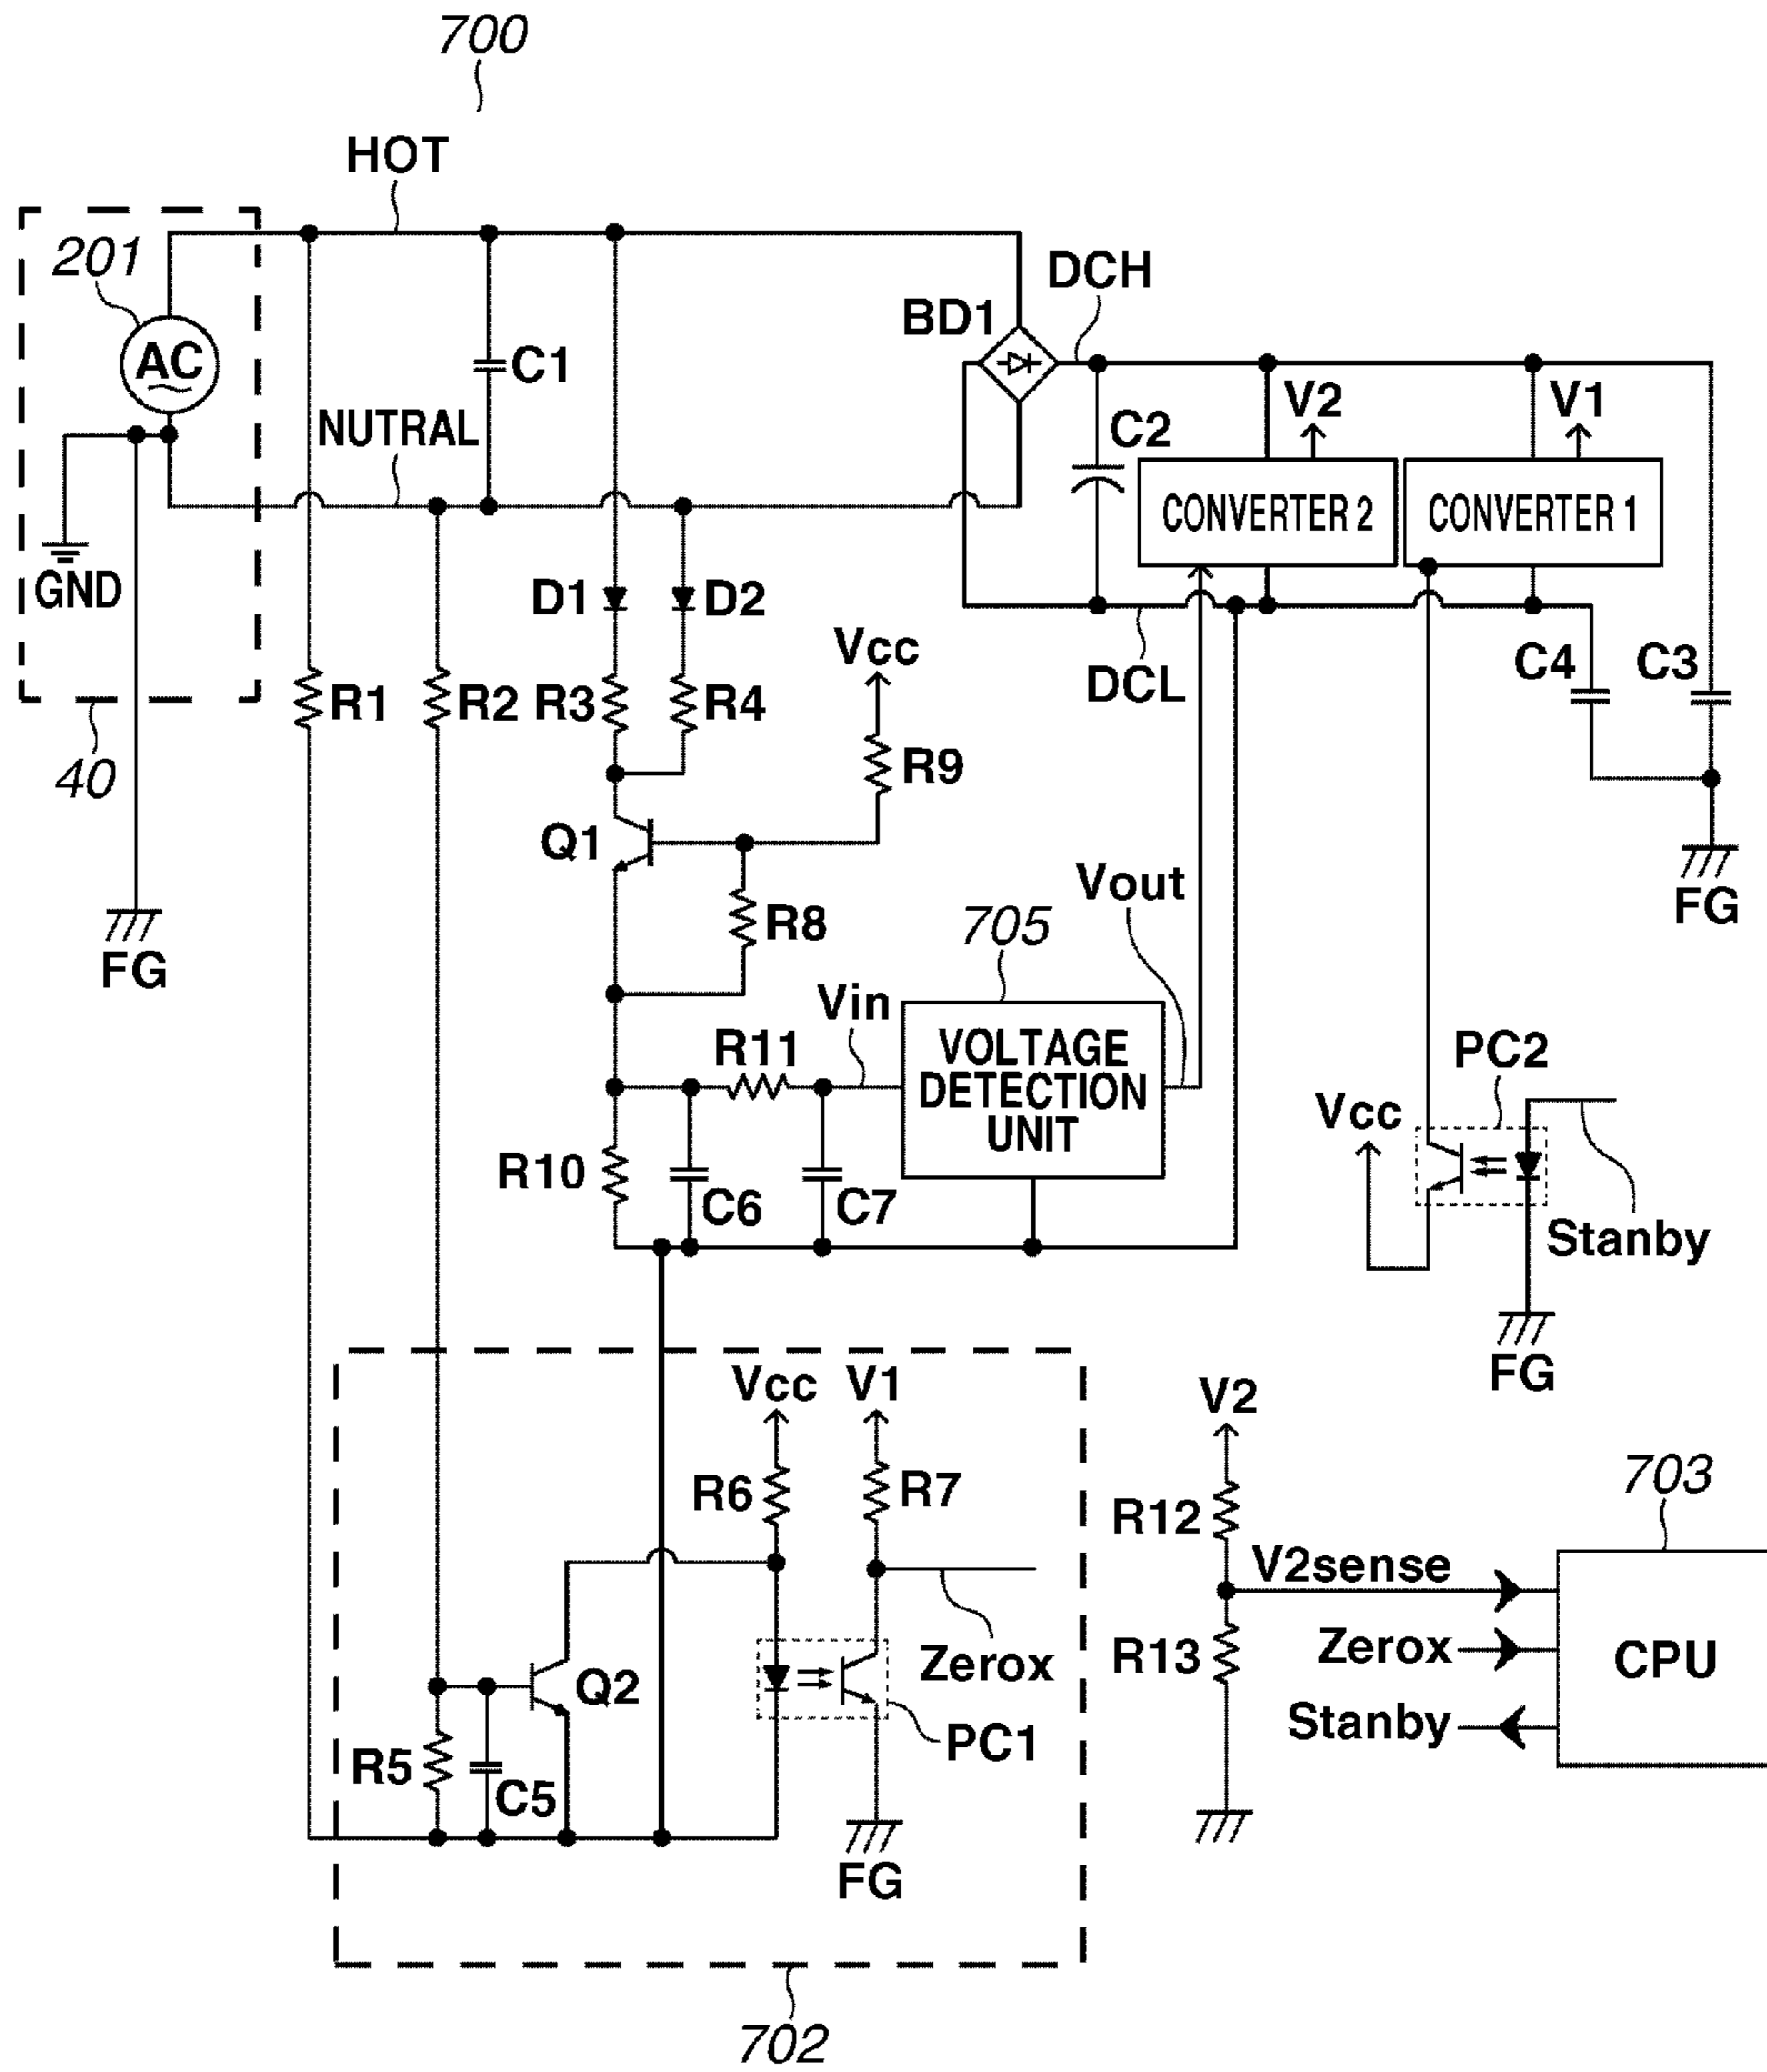 700
HOT
201
AC
DCH
BD1
C1
V2
V1
NUTRAL
C2
CONVERTER 2
CONVERTER 1
GND
D1
D2
Vcc
C4
C3
DCL
R1
R2
R3
R4
R9
40
Q1
Vout
R8
705
FG
FG
Vin
R11
VOLTAGE
DETECTION
UNIT
PC2
Vcc
R10
C6
C7
Stanby
FG
Vcc
V1
V2
R6
R7
703
R12
V2sense
Zerox
R13
Zerox
CPU
Q2
PC1
Stanby
R5
C5
FG
702